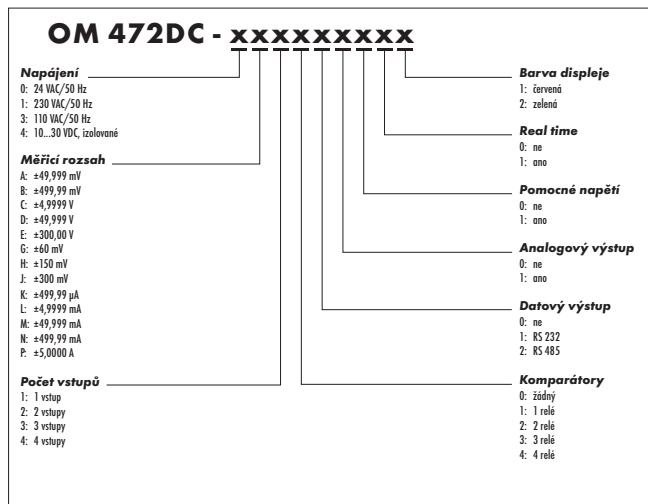 OM 472DC - xxxxxxxxx
Napájení
0: 24 VAC/50 Hz
1: 230 VAC/50 Hz
3: 110 VAC/50 Hz
4: 10...30 VDC, izolované
Měřicí rozsah
A: ±49,999 mV
B: ±499,99 mV
C: ±4,9999 V
D: ±49,999 V
E: ±300,00 V
G: ±60 mV
H: ±150 mV
J: ±300 mV
K: ±499,99 µA
L: ±4,9999 mA
M: ±49,999 mA
N: ±499,99 mA
P: ±5,0000 A
Počet vstupů
1: 1 vstup
2: 2 vstupy
3: 3 vstupy
4: 4 vstupy
Barva displeje
1: červená
2: zelená
Real time
0: ne
1: ano
Pomocné napětí
0: ne
1: ano
Analogový výstup
0: ne
1: ano
Datový výstup
0: ne
1: RS 232
2: RS 485
Komparátory
0: žádný
1: 1 relé
2: 2 relé
3: 3 relé
4: 4 relé